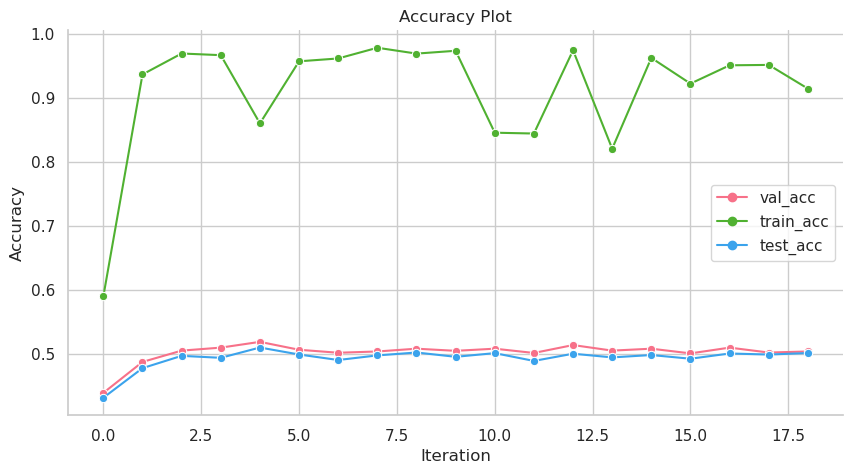 Accuracy Plot
1.0
0.9
0.8
0.7
0.6
0.5
Accuracy
val_acc
train_acc
test_acc
0.0 2.5 5.0 7.5 10.0 12.5 15.0 17.5
Iteration